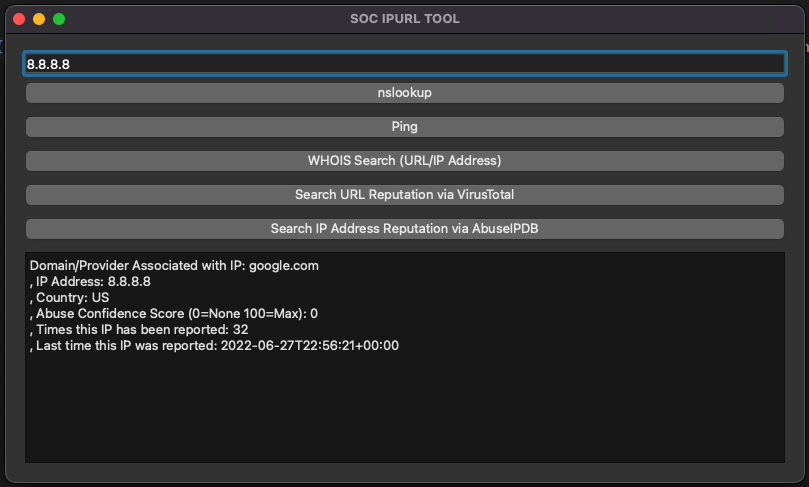 SOC IPURL TOOL
8.8.8.8
nslookup
Ping
WHOIS Search (URL/IP Address)
Search URL Reputation via VirusTotal
Search IP Address Reputation via AbuseIPDB
Domain/Provider Associated with IP: google.com
, IP Address: 8.8.8.8
, Country: US
, Abuse Confidence Score (0=None 100=Max): 0
, Times this IP has been reported: 32
, Last time this IP was reported: 2022-06-27T22:56:21+00:00